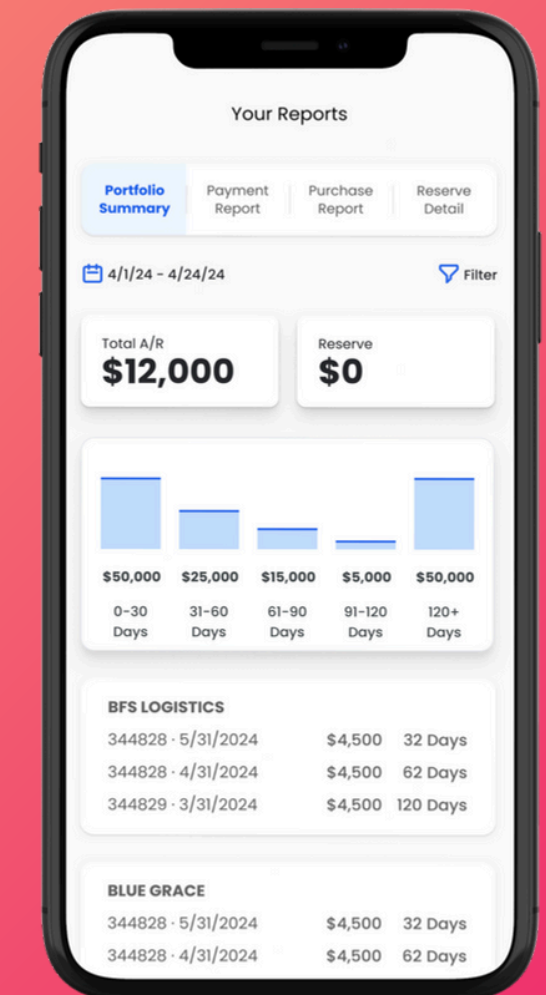 Your Reports
Portfolio Summary
Payment Report
Purchase Report
Reserve Detail
4/1/24 - 4/24/24
Filter
Total A/R
$12,000
Reserve
$0
$50,000 $25,000 $15,000 $5,000 $50,000
0-30 Days
31-60 Days
61-90 Days
91-120 Days
120+ Days
BFS LOGISTICS
344828 · 5/31/2024 $4,500 32 Days
344828 · 4/31/2024 $4,500 62 Days
344829 · 3/31/2024 $4,500 120 Days
BLUE GRACE
344828 · 5/31/2024 $4,500 32 Days
344828 · 4/31/2024 $4,500 62 Days